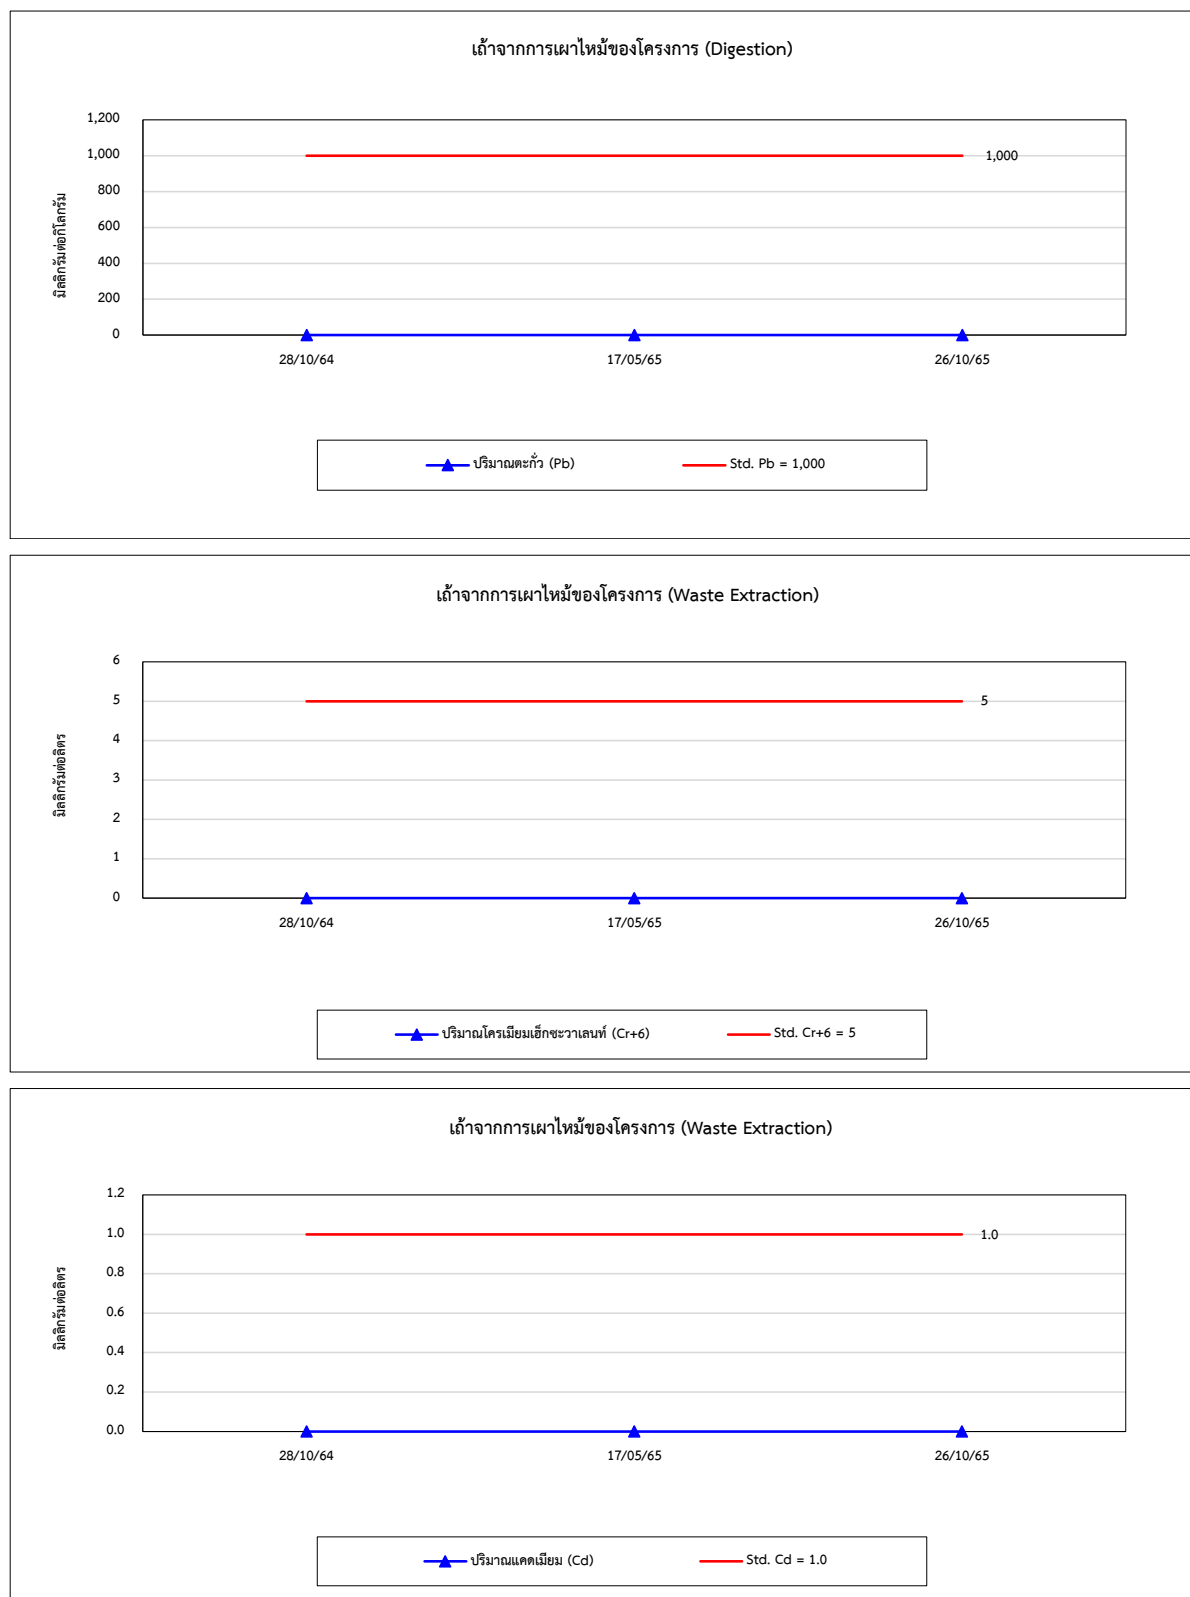 เถ้าจากการเผาไหม้ของโครงการ (Digestion)
มิลลิกรัมต่อกิโลกรัม
1,200
1,000
800
600
400
200
0
1,000
28/10/64 17/05/65 26/10/65
ปริมาณตะกั่ว (Pb) Std. Pb = 1,000
เถ้าจากการเผาไหม้ของโครงการ (Waste Extraction)
มิลลิกรัมต่อลิตร
6
5
4
3
2
1
0
5
28/10/64 17/05/65 26/10/65
ปริมาณโครเมียมเฮ็กซะวาเลนท์ (Cr+6) Std. Cr+6 = 5
เถ้าจากการเผาไหม้ของโครงการ (Waste Extraction)
มิลลิกรัมต่อลิตร
1.2
1.0
0.8
0.6
0.4
0.2
0.0
1.0
28/10/64 17/05/65 26/10/65
ปริมาณแคดเมียม (Cd) Std. Cd = 1.0